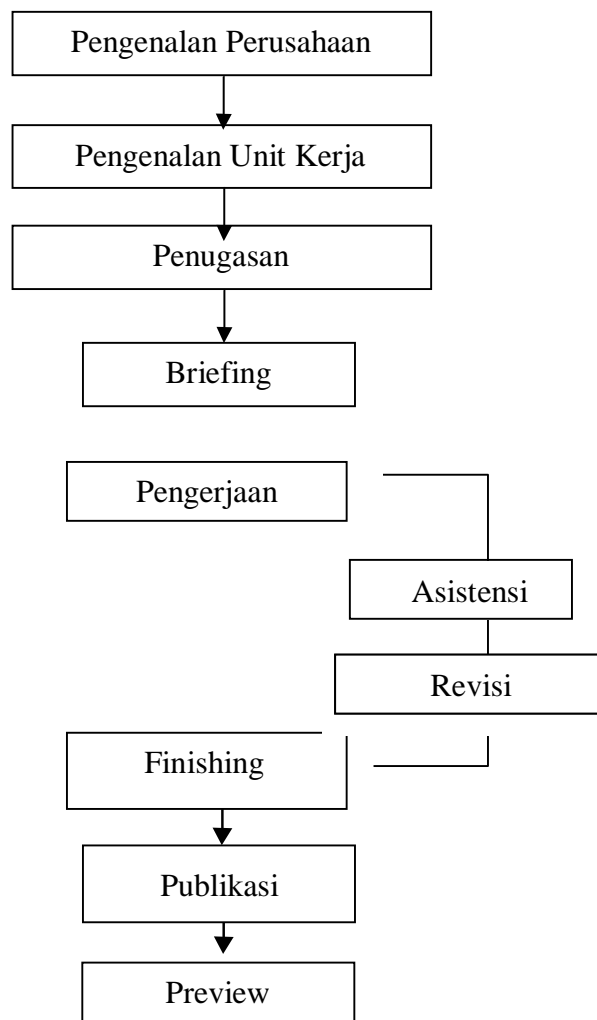 Pengenalan Perusahaan
Pengenalan Unit Kerja
Penugasan
Briefing
Pengerjaan
Asistensi
Revisi
Finishing
Publikasi
Preview